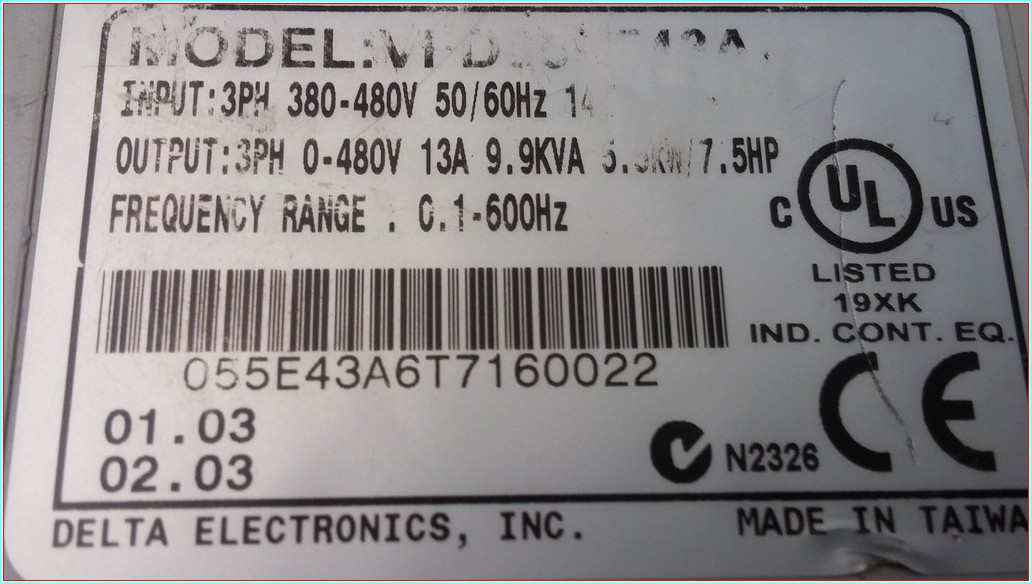 MODEL:
INPUT:3PH 380-480V 50/60Hz
OUTPUT:3PH 0-480V 13A 9.9KVA /7.5HP
FREQUENCY RANGE . 0.1-600Hz
C UL US
LISTED
19XK
IND. CONT. EQ.
055E43A6T7160022
01.03
02.03
N2326
CE
DELTA ELECTRONICS, INC.
MADE IN TAIWA